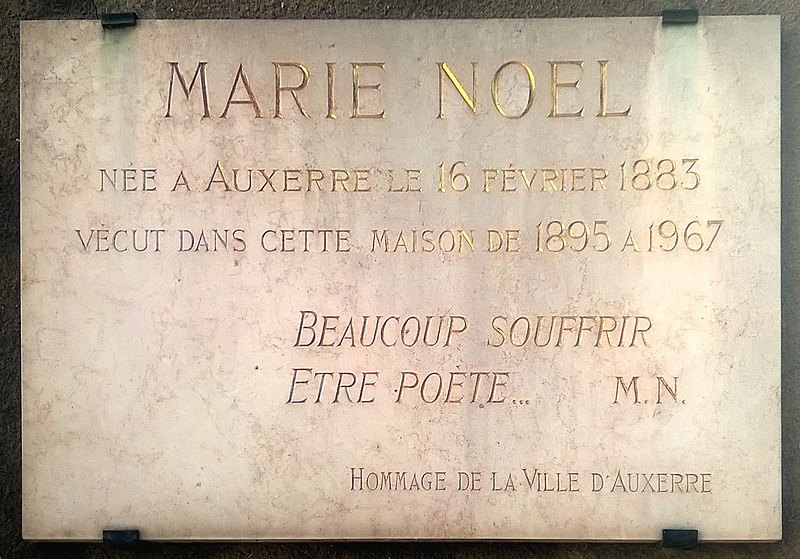 MARIE NOEL
NÉE A AUXERRE LE 16 FÉVRIER 1883
VÉCUT DANS CETTE MAISON DE 1895 A 1967
BEAUCOUP SOUFFRIR
ETRE POÈTE... M.N.
HOMMAGE DE LA VILLE D'AUXERRE